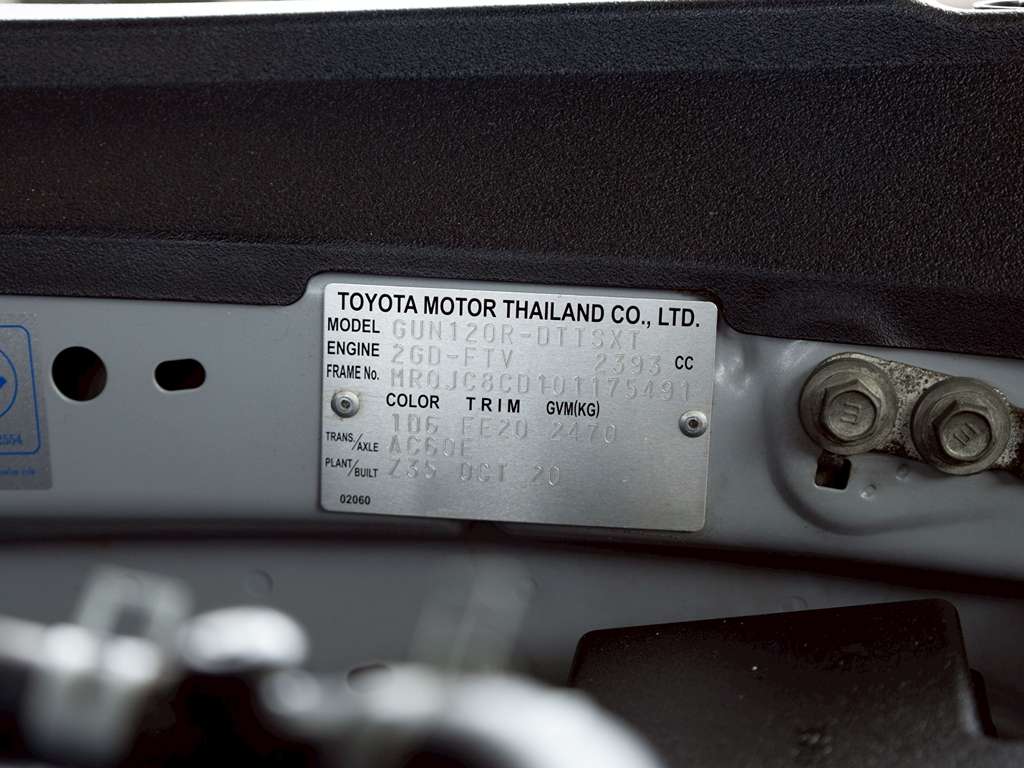 TOYOTA MOTOR THAILAND CO., LTD.
MODEL GUN120R-DTTSXT
ENGINE 2GD-FTV 2393 CC
FRAME No. MR0JC8CD101175491
COLOR TRIM GVM(KG)
1D6 FE20 2470
TRANS./AXLE AC60E
PLANT/BUILT Z35 OCT 20
02060
2554